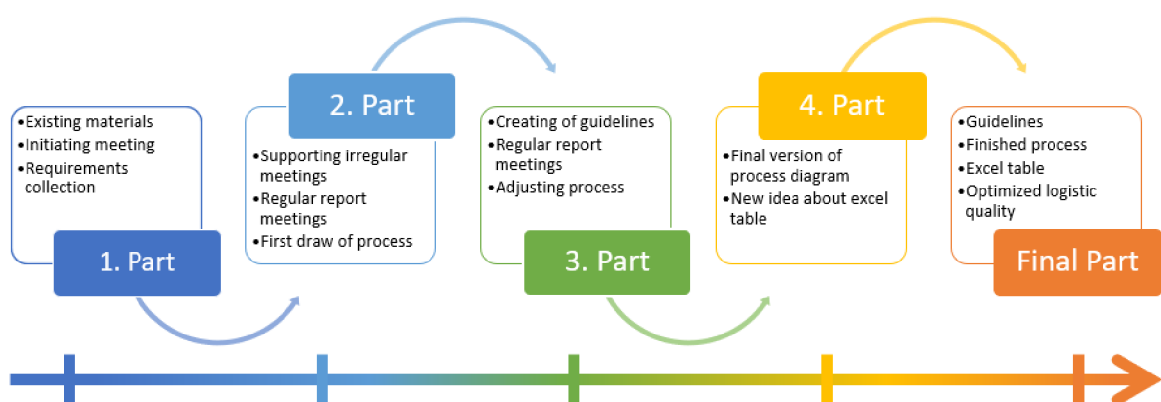 •Existing materials
•Initiating meeting
•Requirements
collection
1. Part
2. Part
•Supporting irregular
meetings
•Regular report
meetings
•First draw of process
•Creating of guidelines
•Regular report
meetings
•Adjusting process
3. Part
4. Part
•Final version of
process diagram
•New idea about excel
table
•Guidelines
•Finished process
•Excel table
•Optimized logistic
quality
Final Part